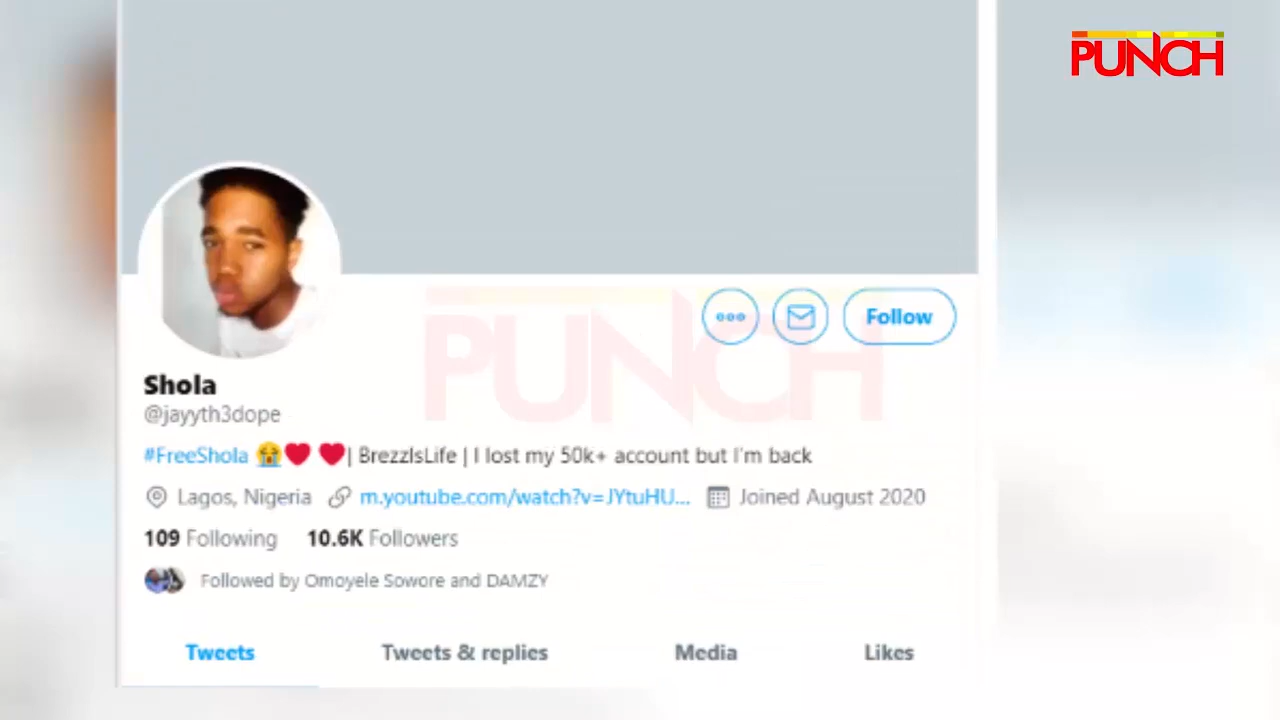 PUNCH
PUNCH
Follow
Shola
@jayyth3dope
#FreeShola 😭❤️ ❤️| BrezzIsLife | I lost my 50k+ account but I'm back
Lagos, Nigeria m.youtube.com/watch?v=JYtuHU... Joined August 2020
109 Following 10.6K Followers
Followed by Omoyele Sowore and DAMZY
Tweets Tweets & replies Media Likes